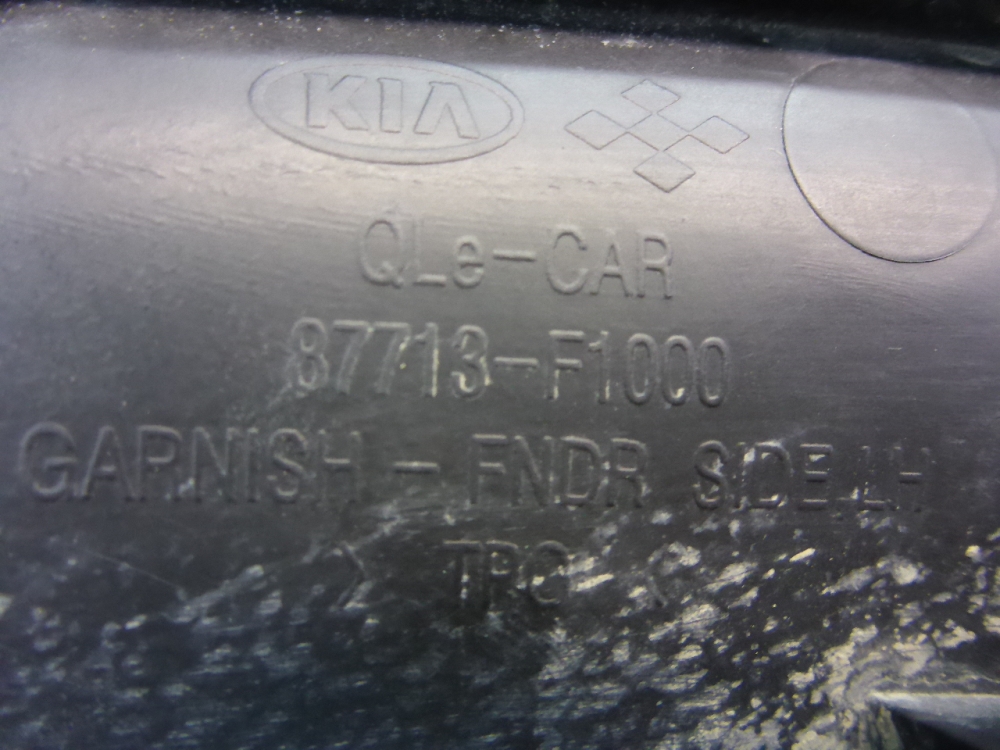 KIA
QLe-CAR
87713-F1000
GARNISH - FNDR SIDE.LH
> TPO <